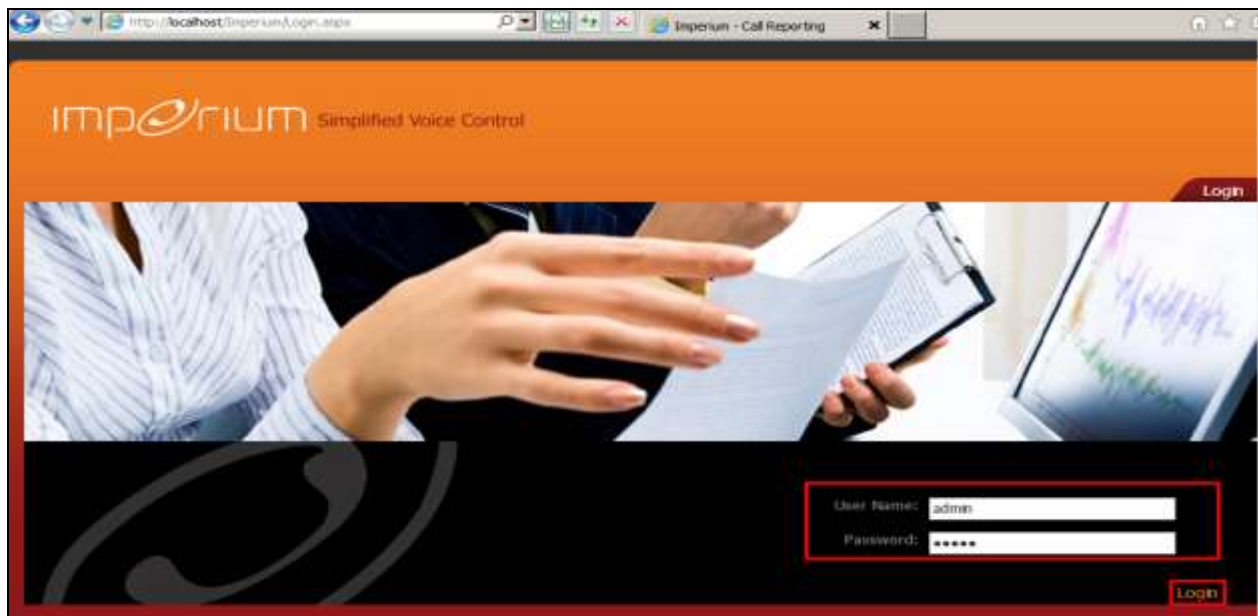 http://localhost/Imperium/Login.aspx
Imperium - Call Reporting
imperium Simplified Voice Control
Login
User Name: admin
Password: •••••
Login